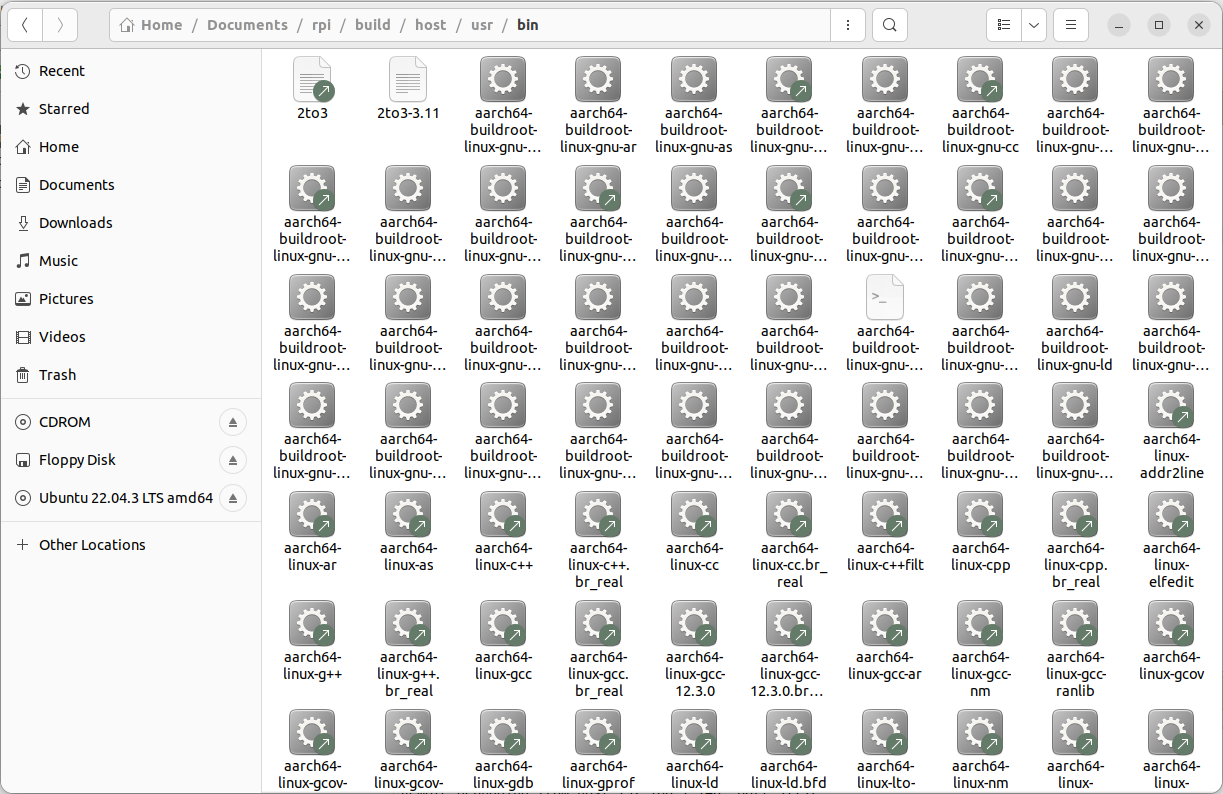 Home / Documents / rpi / build / host / usr / bin
Recent
Starred
Home
Documents
Downloads
Music
Pictures
Videos
Trash
CDROM
Floppy Disk
Ubuntu 22.04.3 LTS amd64
Other Locations
2to3
2to3-3.11
aarch64-
buildroot-
linux-gnu-…
aarch64-
buildroot-
linux-gnu-ar
aarch64-
buildroot-
linux-gnu-as
aarch64-
buildroot-
linux-gnu-…
aarch64-
buildroot-
linux-gnu-…
aarch64-
buildroot-
linux-gnu-cc
aarch64-
buildroot-
linux-gnu-…
aarch64-
buildroot-
linux-gnu-…
aarch64-
buildroot-
linux-gnu-…
aarch64-
buildroot-
linux-gnu-…
aarch64-
buildroot-
linux-gnu-…
aarch64-
buildroot-
linux-gnu-…
aarch64-
buildroot-
linux-gnu-…
aarch64-
buildroot-
linux-gnu-…
aarch64-
buildroot-
linux-gnu-…
aarch64-
buildroot-
linux-gnu-…
aarch64-
buildroot-
linux-gnu-…
aarch64-
buildroot-
linux-gnu-…
aarch64-
buildroot-
linux-gnu-…
aarch64-
buildroot-
linux-gnu-…
aarch64-
buildroot-
linux-gnu-…
aarch64-
buildroot-
linux-gnu-…
aarch64-
buildroot-
linux-gnu-…
aarch64-
buildroot-
linux-gnu-…
>_
aarch64-
buildroot-
linux-gnu-…
aarch64-
buildroot-
linux-gnu-…
aarch64-
buildroot-
linux-gnu-ld
aarch64-
buildroot-
linux-gnu-…
aarch64-
buildroot-
linux-gnu-…
aarch64-
buildroot-
linux-gnu-…
aarch64-
buildroot-
linux-gnu-…
aarch64-
buildroot-
linux-gnu-…
aarch64-
buildroot-
linux-gnu-…
aarch64-
buildroot-
linux-gnu-…
aarch64-
buildroot-
linux-gnu-…
aarch64-
buildroot-
linux-gnu-…
aarch64-
buildroot-
linux-gnu-…
aarch64-
linux-
addr2line
aarch64-
linux-ar
aarch64-
linux-as
aarch64-
linux-c++
aarch64-
linux-c++.
br_real
aarch64-
linux-cc
aarch64-
linux-cc.br_
real
aarch64-
linux-c++filt
aarch64-
linux-cpp
aarch64-
linux-cpp.
br_real
aarch64-
linux-
elfedit
aarch64-
linux-g++
aarch64-
linux-g++.
br_real
aarch64-
linux-gcc
aarch64-
linux-gcc.
br_real
aarch64-
linux-gcc-
12.3.0
aarch64-
linux-gcc-
12.3.0.br…
aarch64-
linux-gcc-ar
aarch64-
linux-gcc-
nm
aarch64-
linux-gcc-
ranlib
aarch64-
linux-gcov
aarch64-
linux-gcov-
aarch64-
linux-gcov-
aarch64-
linux-gdb
aarch64-
linux-gprof
aarch64-
linux-ld
aarch64-
linux-ld.bfd
aarch64-
linux-lto-
aarch64-
linux-nm
aarch64-
linux-
aarch64-
linux-